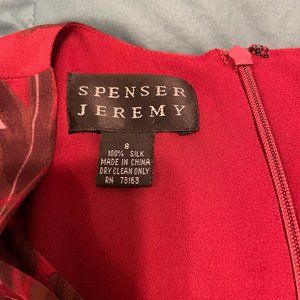 SPENSER
JEREMY
8
100% SILK
MADE IN CHINA
DRY CLEAN ONLY
RN 73163